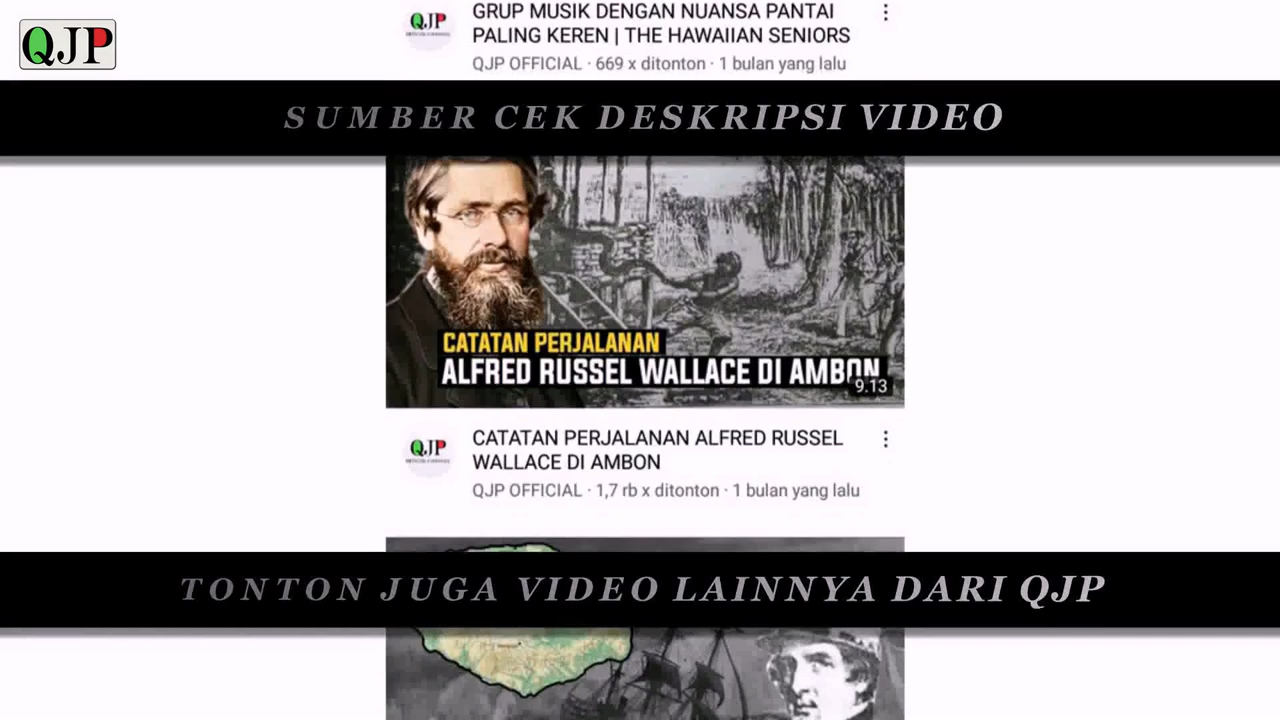 QJP
QJP
GRUP MUSIK DENGAN NUANSA PANTAI
PALING KEREN | THE HAWAIIAN SENIORS
QJP OFFICIAL · 669 x ditonton · 1 bulan yang lalu
SUMBER CEK DESKRIPSI VIDEO
CATATAN PERJALANAN
ALFRED RUSSEL WALLACE DI AMBON
9.13
QJP
CATATAN PERJALANAN ALFRED RUSSEL
WALLACE DI AMBON
QJP OFFICIAL · 1,7 rb x ditonton · 1 bulan yang lalu
TONTON JUGA VIDEO LAINNYA DARI QJP